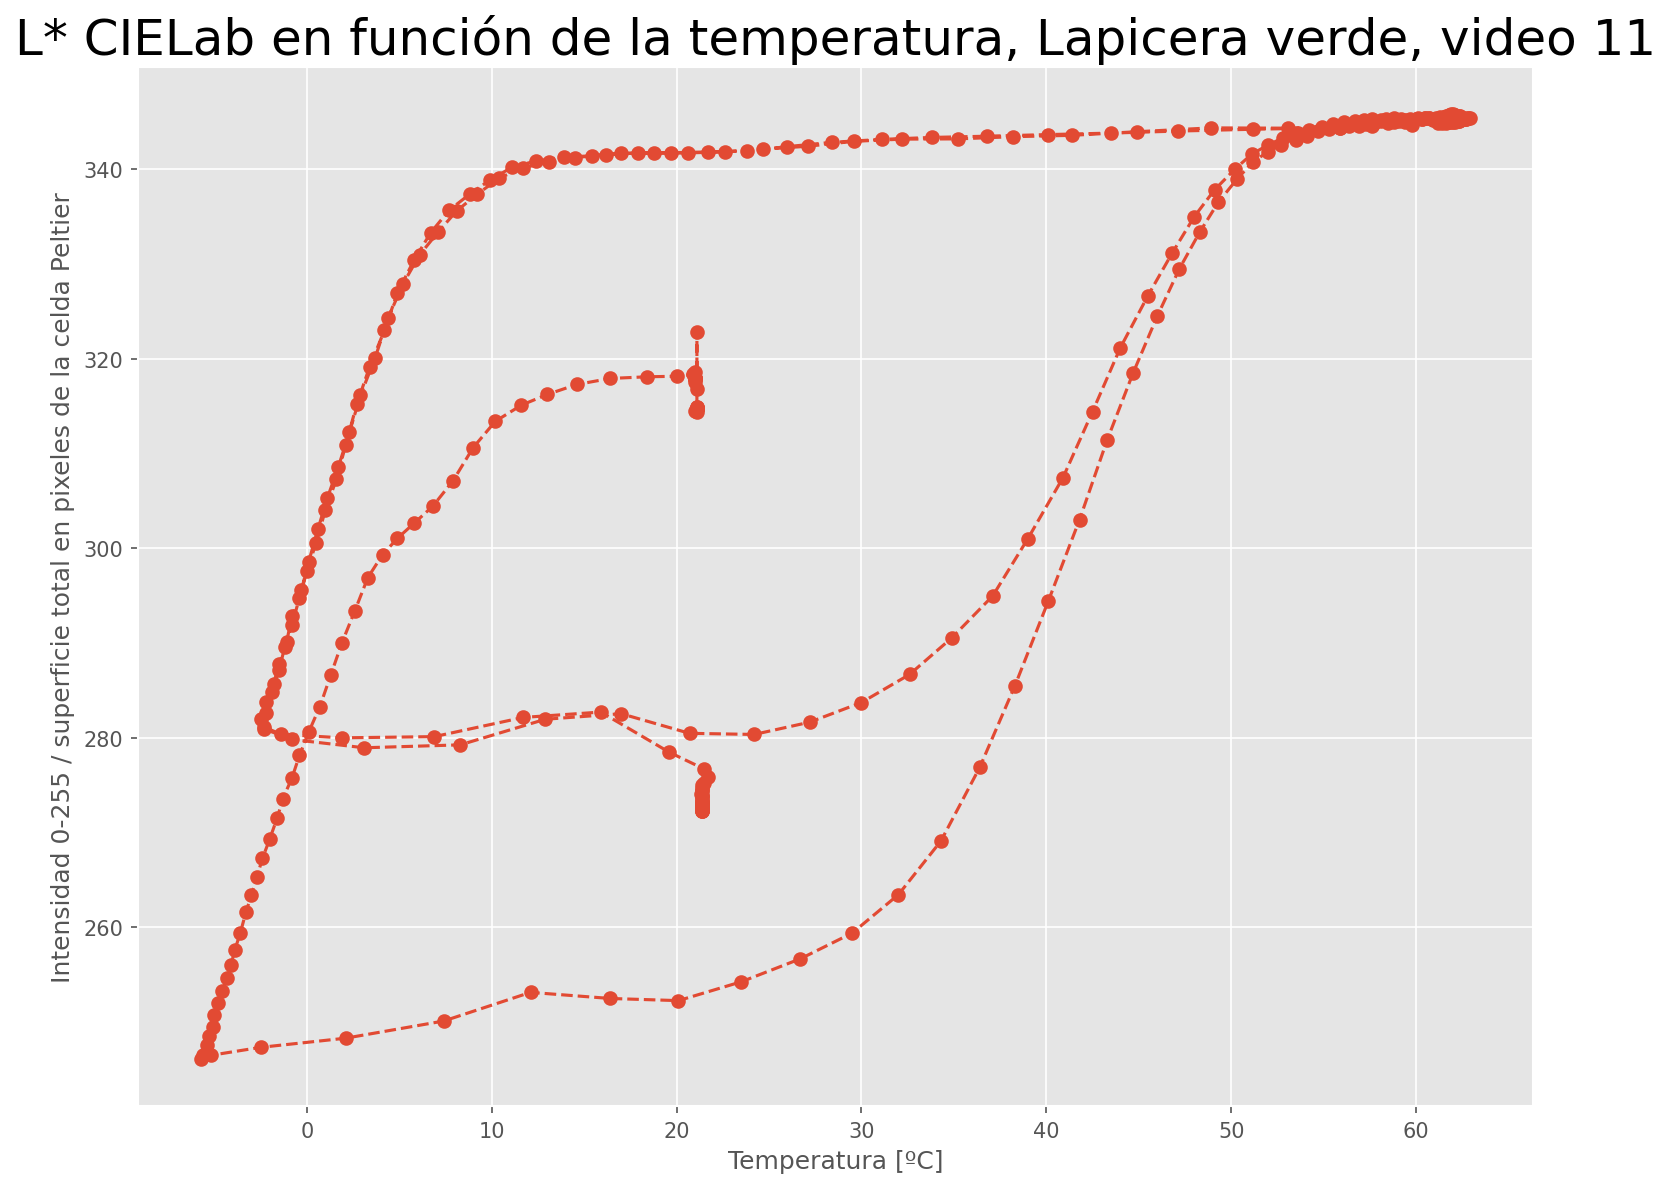 L* CIELab en función de la temperatura, Lapicera verde, video 11
Intensidad 0-255 / superficie total en pixeles de la celda Peltier
340
320
300
280
260
0 10 20 30 40 50 60
Temperatura [ºC]